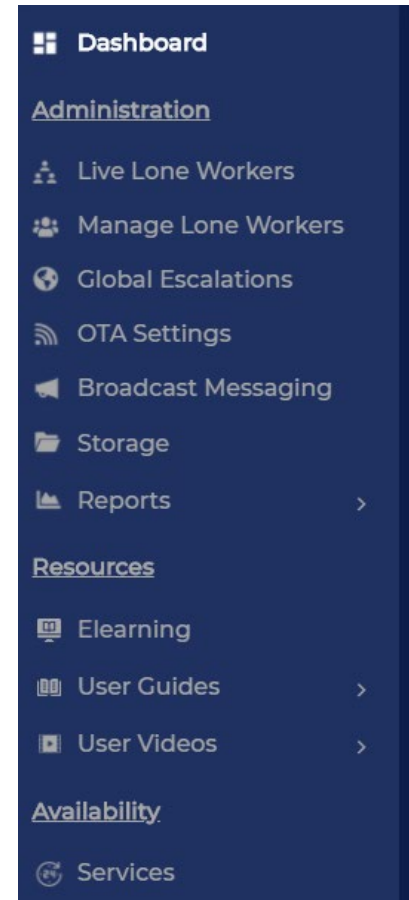 Dashboard
Administration
Live Lone Workers
Manage Lone Workers
Global Escalations
OTA Settings
Broadcast Messaging
Storage
Reports
Resources
Elearning
User Guides
User Videos
Availability
Services